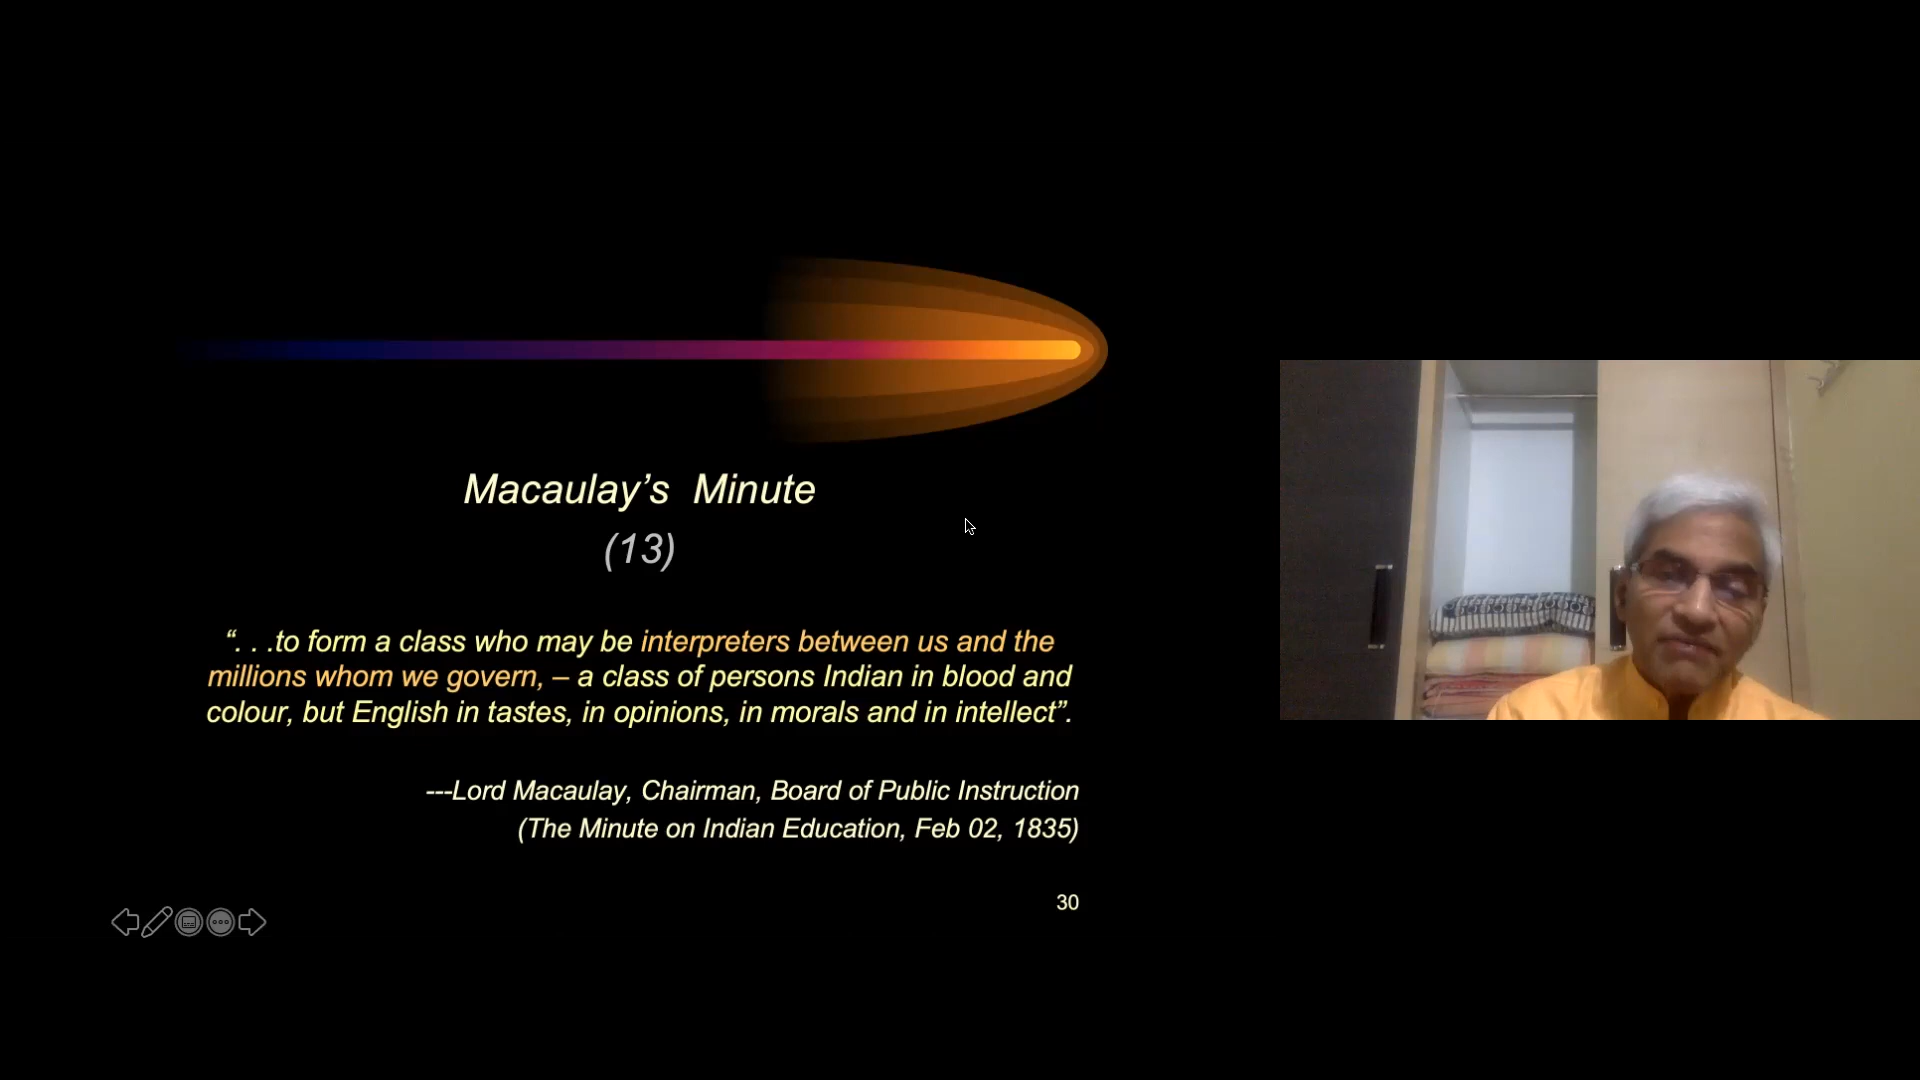 Macaulay’s Minute
(13)
“. . .to form a class who may be interpreters between us and the
millions whom we govern, – a class of persons Indian in blood and
colour, but English in tastes, in opinions, in morals and in intellect”.
---Lord Macaulay, Chairman, Board of Public Instruction
(The Minute on Indian Education, Feb 02, 1835)
30